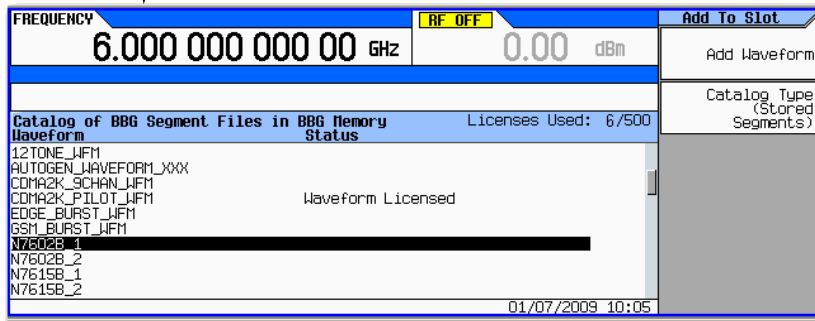 FREQUENCY
6.000 000 000 00 GHz
RF OFF
0.00 dBm
Add To Slot
Add Waveform
Catalog Type
(Stored
Segments)
Catalog of BBG Segment Files in BBG Memory
Licenses Used: 6/500
Waveform Status
12TONE_WFM
AUTOGEN_WAVEFORM_XXX
CDMA2K_9CHAN_WFM
CDMA2K_PILOT_WFM Waveform Licensed
EDGE_BURST_WFM
GSM_BURST_WFM
N7602B_1
N7602B_2
N7615B_1
N7615B_2
01/07/2009 10:05